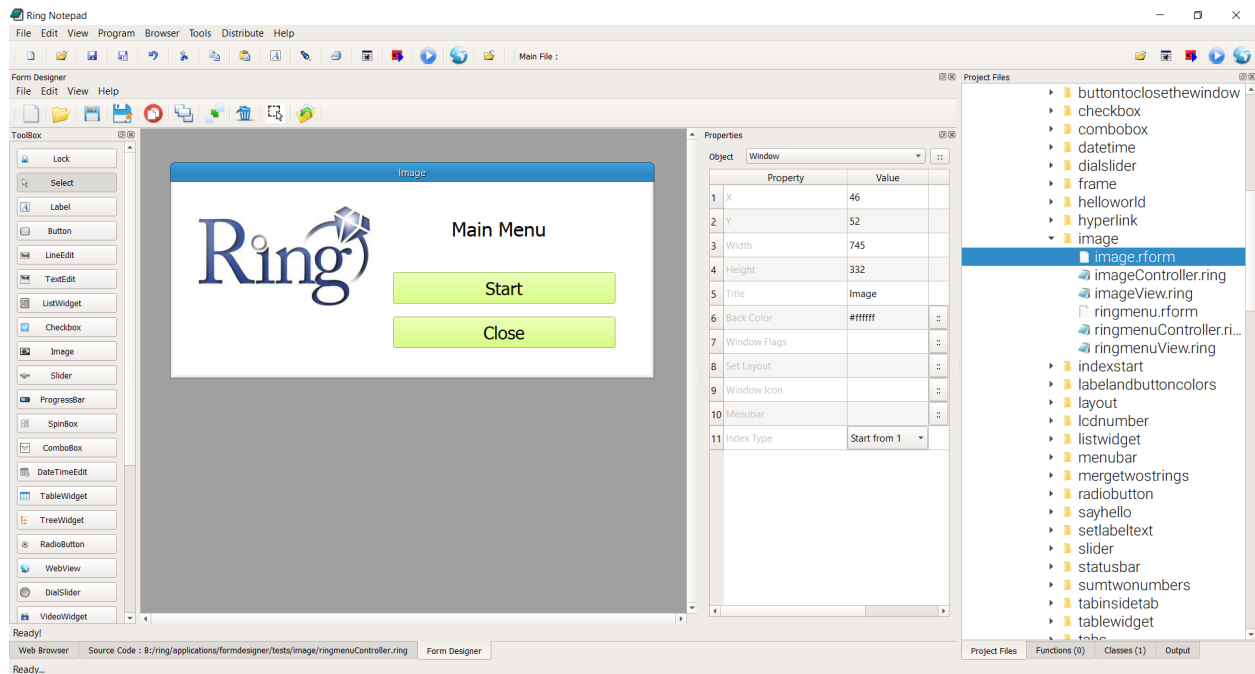 Ring Notepad
File Edit View Program Browser Tools Distribute Help
Main File :
Form Designer
File Edit View Help
ToolBox
Lock
Select
Label
Button
LineEdit
TextEdit
ListWidget
Checkbox
Image
Slider
ProgressBar
SpinBox
ComboBox
DateTimeEdit
TableWidget
TreeWidget
RadioButton
WebView
DialSlider
VideoWidget
Image
Ring
Main Menu
Start
Close
Properties
Object Window
Property Value
1 X 46
2 Y 52
3 Width 745
4 Height 332
5 Title Image
6 Back Color #ffffff ::
7 Window Flags ::
8 Set Layout ::
9 Window Icon ::
10 Menubar ::
11 Index Type Start from 1
Project Files
buttontoclosethewindow
checkbox
combobox
datetime
dialslider
frame
helloworld
hyperlink
image
image.rform
imageController.ring
imageView.ring
ringmenu.rform
ringmenuController.ri...
ringmenuView.ring
indexstart
labelandbuttoncolors
layout
lcdnumber
listwidget
menubar
mergetwostrings
radiobutton
sayhello
setlabeltext
slider
statusbar
sumtwonumbers
tabinsidetab
tablewidget
tabs
Ready!
Web Browser Source Code : B:/ring/applications/formdesigner/tests/image/ringmenuController.ring Form Designer
Project Files Functions (0) Classes (1) Output
Ready...